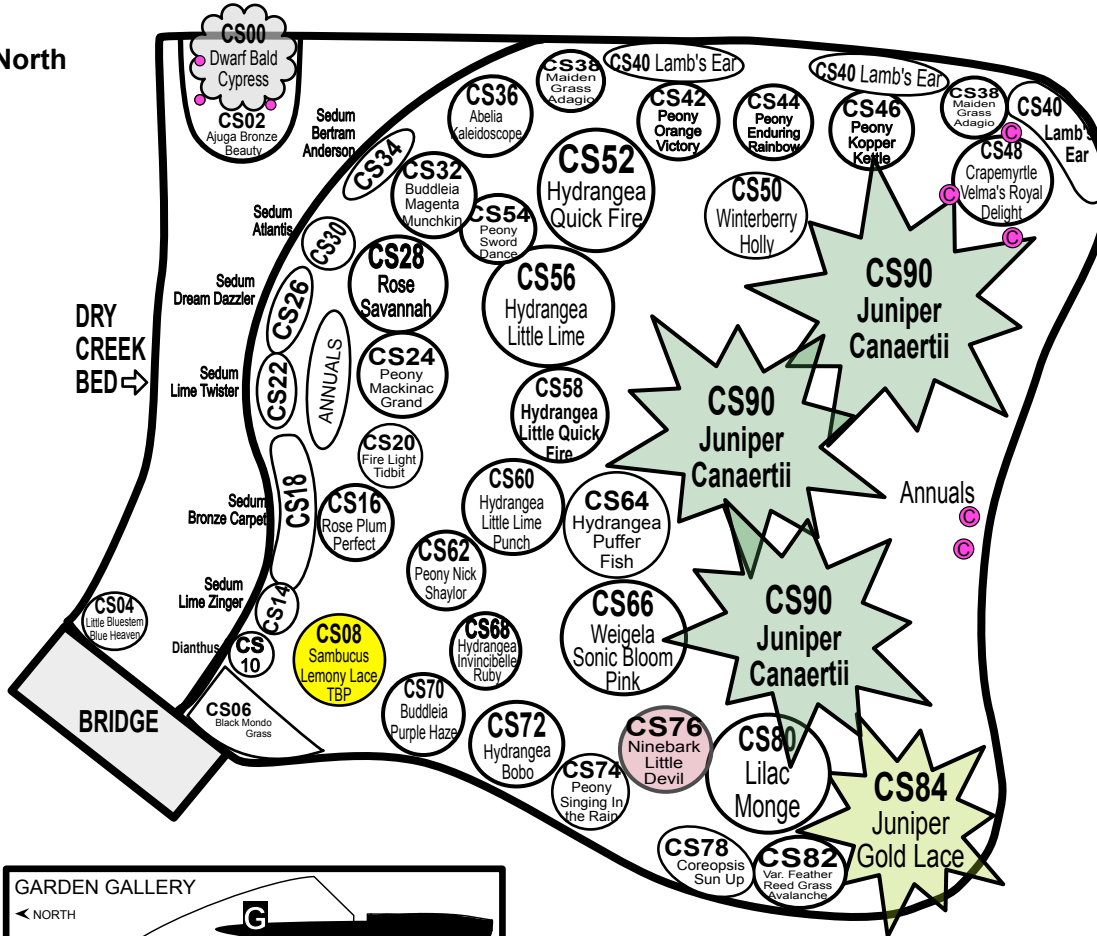 North
CS00
Dwarf Bald
Cypress
CS02
Ajuga Bronze
Beauty
Sedum
Bertram
Anderson
CS34
CS36
Abelia
Kaleidoscope
CS38
Maiden
Grass
Adagio
CS40 Lamb's Ear
CS42
Peony
Orange
Victory
CS44
Peony
Enduring
Rainbow
CS40 Lamb's Ear
CS46
Peony
Kopper
Kettle
CS38
Maiden
Grass
Adagio
CS40
Lamb's
Ear
C
CS48
Crapemyrtle
Velma's Royal
Delight
C
C
CS32
Buddleia
Magenta
Munchkin
CS54
Peony
Sword
Dance
CS52
Hydrangea
Quick Fire
CS50
Winterberry
Holly
Sedum
Atlantis
CS30
CS28
Rose
Savannah
CS56
Hydrangea
Little Lime
CS90
Juniper
Canaertii
Sedum
Dream Dazzler
CS26
DRY
CREEK
BED
Sedum
Lime Twister
CS22
ANNUALS
CS24
Peony
Mackinac
Grand
CS58
Hydrangea
Little Quick
Fire
CS90
Juniper
Canaertii
CS20
Fire Light
Tidbit
Sedum
Bronze Carpet
CS18
CS16
Rose Plum
Perfect
CS60
Hydrangea
Little Lime
Punch
CS64
Hydrangea
Puffer
Fish
Annuals
C
C
CS62
Peony Nick
Shaylor
Sedum
Lime Zinger
CS14
CS04
Little Bluestem
Blue Heaven
Dianthus
CS
10
CS08
Sambucus
Lemony Lace
TBP
CS68
Hydrangea
Invincibelle
Ruby
CS66
Weigela
Sonic Bloom
Pink
CS90
Juniper
Canaertii
BRIDGE
CS06
Black Mondo
Grass
CS70
Buddleia
Purple Haze
CS72
Hydrangea
Bobo
CS74
Peony
Singing In
the Rain
CS76
Ninebark
Little
Devil
CS80
Lilac
Monge
CS84
Juniper
Gold Lace
CS78
Coreopsis
Sun Up
CS82
Var. Feather
Reed Grass
Avalanche
GARDEN GALLERY
NORTH
G